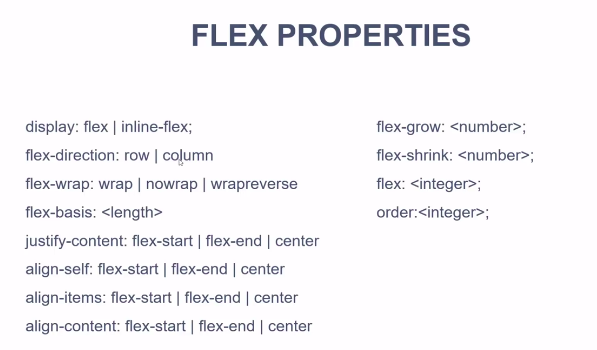 FLEX PROPERTIES
display: flex | inline-flex;
flex-direction: row | column
flex-wrap: wrap | nowrap | wrapreverse
flex-basis: <length>
justify-content: flex-start | flex-end | center
align-self: flex-start | flex-end | center
align-items: flex-start | flex-end | center
align-content: flex-start | flex-end | center
flex-grow: <number>;
flex-shrink: <number>;
flex: <integer>;
order:<integer>;